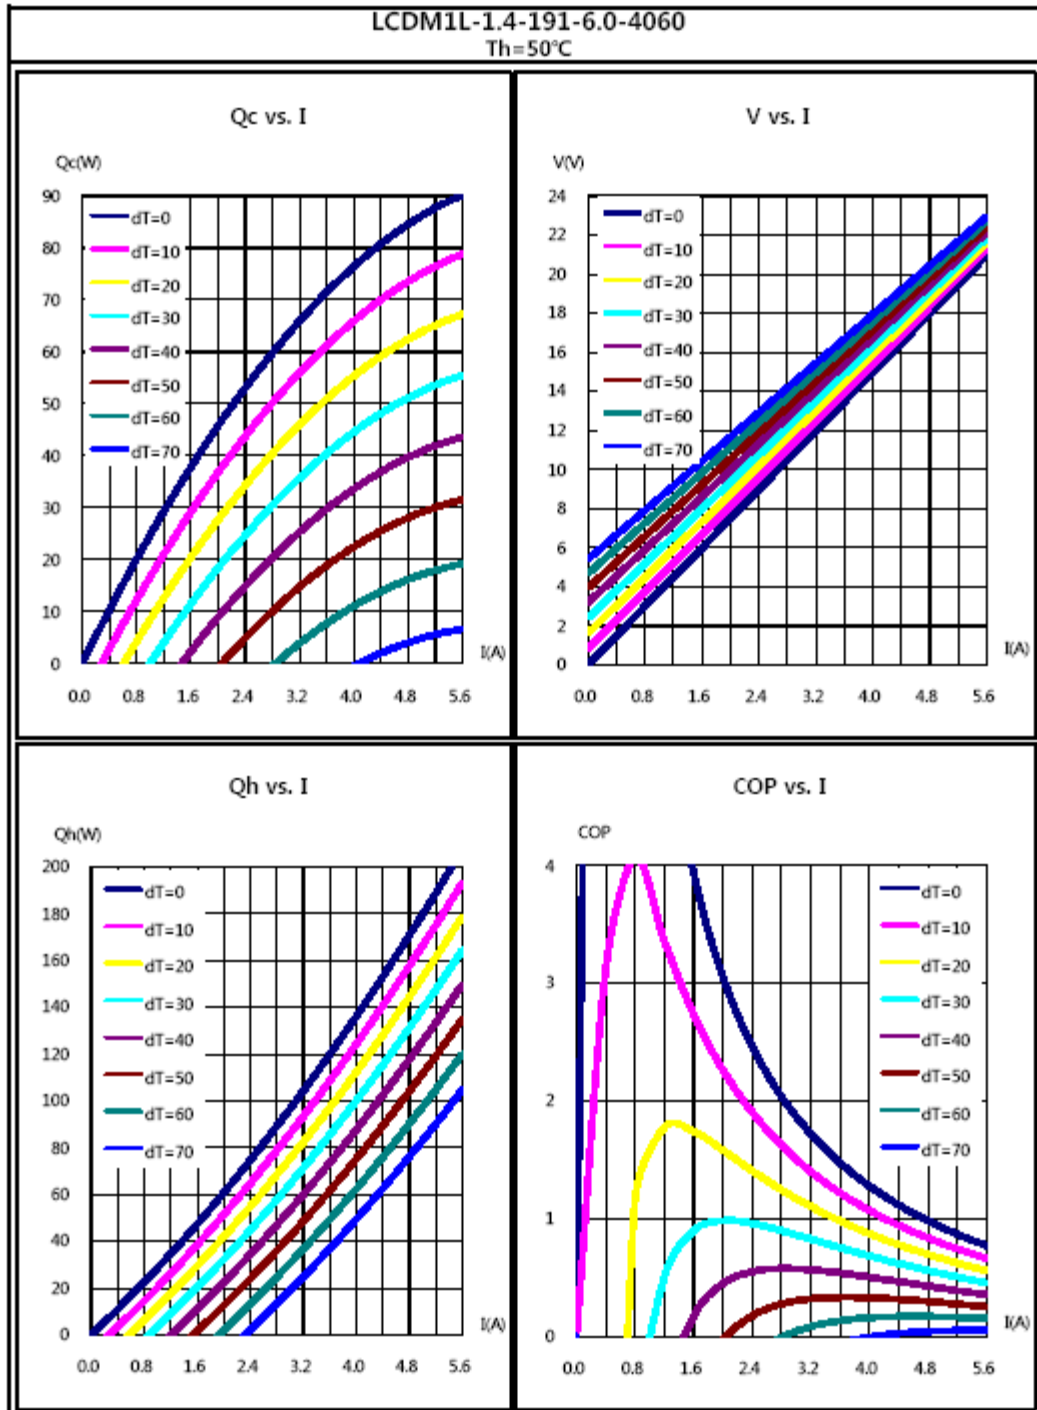 LCDM1L-1.4-191-6.0-4060
Th=50℃
Qc vs. I
Qc(W)
90
80
70
60
50
40
30
20
10
0
dT=0
dT=10
dT=20
dT=30
dT=40
dT=50
dT=60
dT=70
I(A)
0.0 0.8 1.6 2.4 3.2 4.0 4.8 5.6
V vs. I
V(V)
24
22
20
18
16
14
12
10
8
6
4
2
0
dT=0
dT=10
dT=20
dT=30
dT=40
dT=50
dT=60
dT=70
I(A)
0.0 0.8 1.6 2.4 3.2 4.0 4.8 5.6
Qh vs. I
Qh(W)
200
180
160
140
120
100
80
60
40
20
0
dT=0
dT=10
dT=20
dT=30
dT=40
dT=50
dT=60
dT=70
I(A)
0.0 0.8 1.6 2.4 3.2 4.0 4.8 5.6
COP vs. I
COP
4
3
2
1
0
dT=0
dT=10
dT=20
dT=30
dT=40
dT=50
dT=60
dT=70
I(A)
0.0 0.8 1.6 2.4 3.2 4.0 4.8 5.6